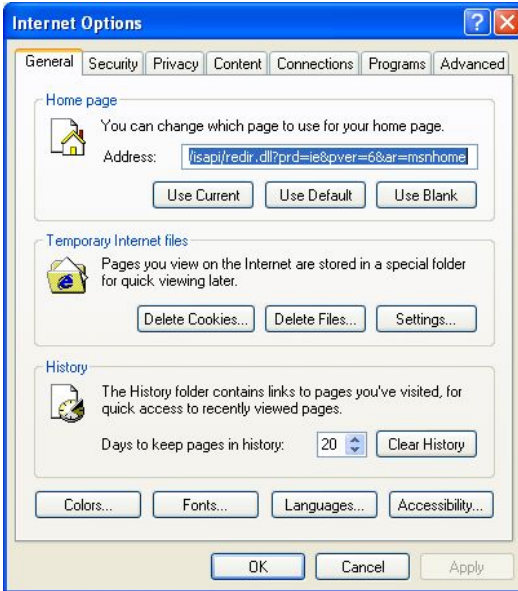 Internet Options
General Security Privacy Content Connections Programs Advanced
Home page
You can change which page to use for your home page.
Address: /isapi/redir.dll?prd=ie&pver=6&ar=msnhome
Use Current Use Default Use Blank
Temporary Internet files
Pages you view on the Internet are stored in a special folder
for quick viewing later.
Delete Cookies... Delete Files... Settings...
History
The History folder contains links to pages you've visited, for
quick access to recently viewed pages.
Days to keep pages in history: 20 Clear History
Colors... Fonts... Languages... Accessibility...
OK Cancel Apply